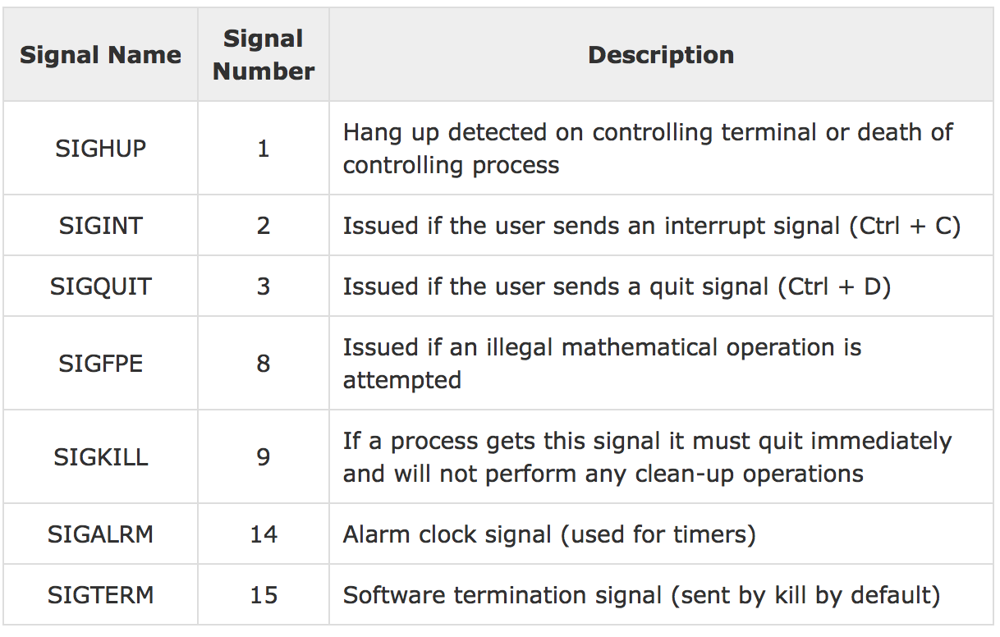 Signal Name
Signal
Number
Description
SIGHUP
1
Hang up detected on controlling terminal or death of
controlling process
SIGINT
2
Issued if the user sends an interrupt signal (Ctrl + C)
SIGQUIT
3
Issued if the user sends a quit signal (Ctrl + D)
SIGFPE
8
Issued if an illegal mathematical operation is
attempted
SIGKILL
9
If a process gets this signal it must quit immediately
and will not perform any clean-up operations
SIGALRM
14
Alarm clock signal (used for timers)
SIGTERM
15
Software termination signal (sent by kill by default)